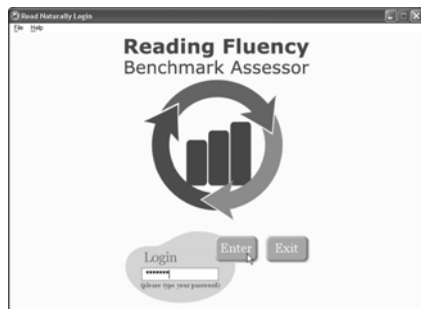 Read Naturally Login
File Help
Reading Fluency
Benchmark Assessor
Enter Exit
Login
*******
(please type your password)